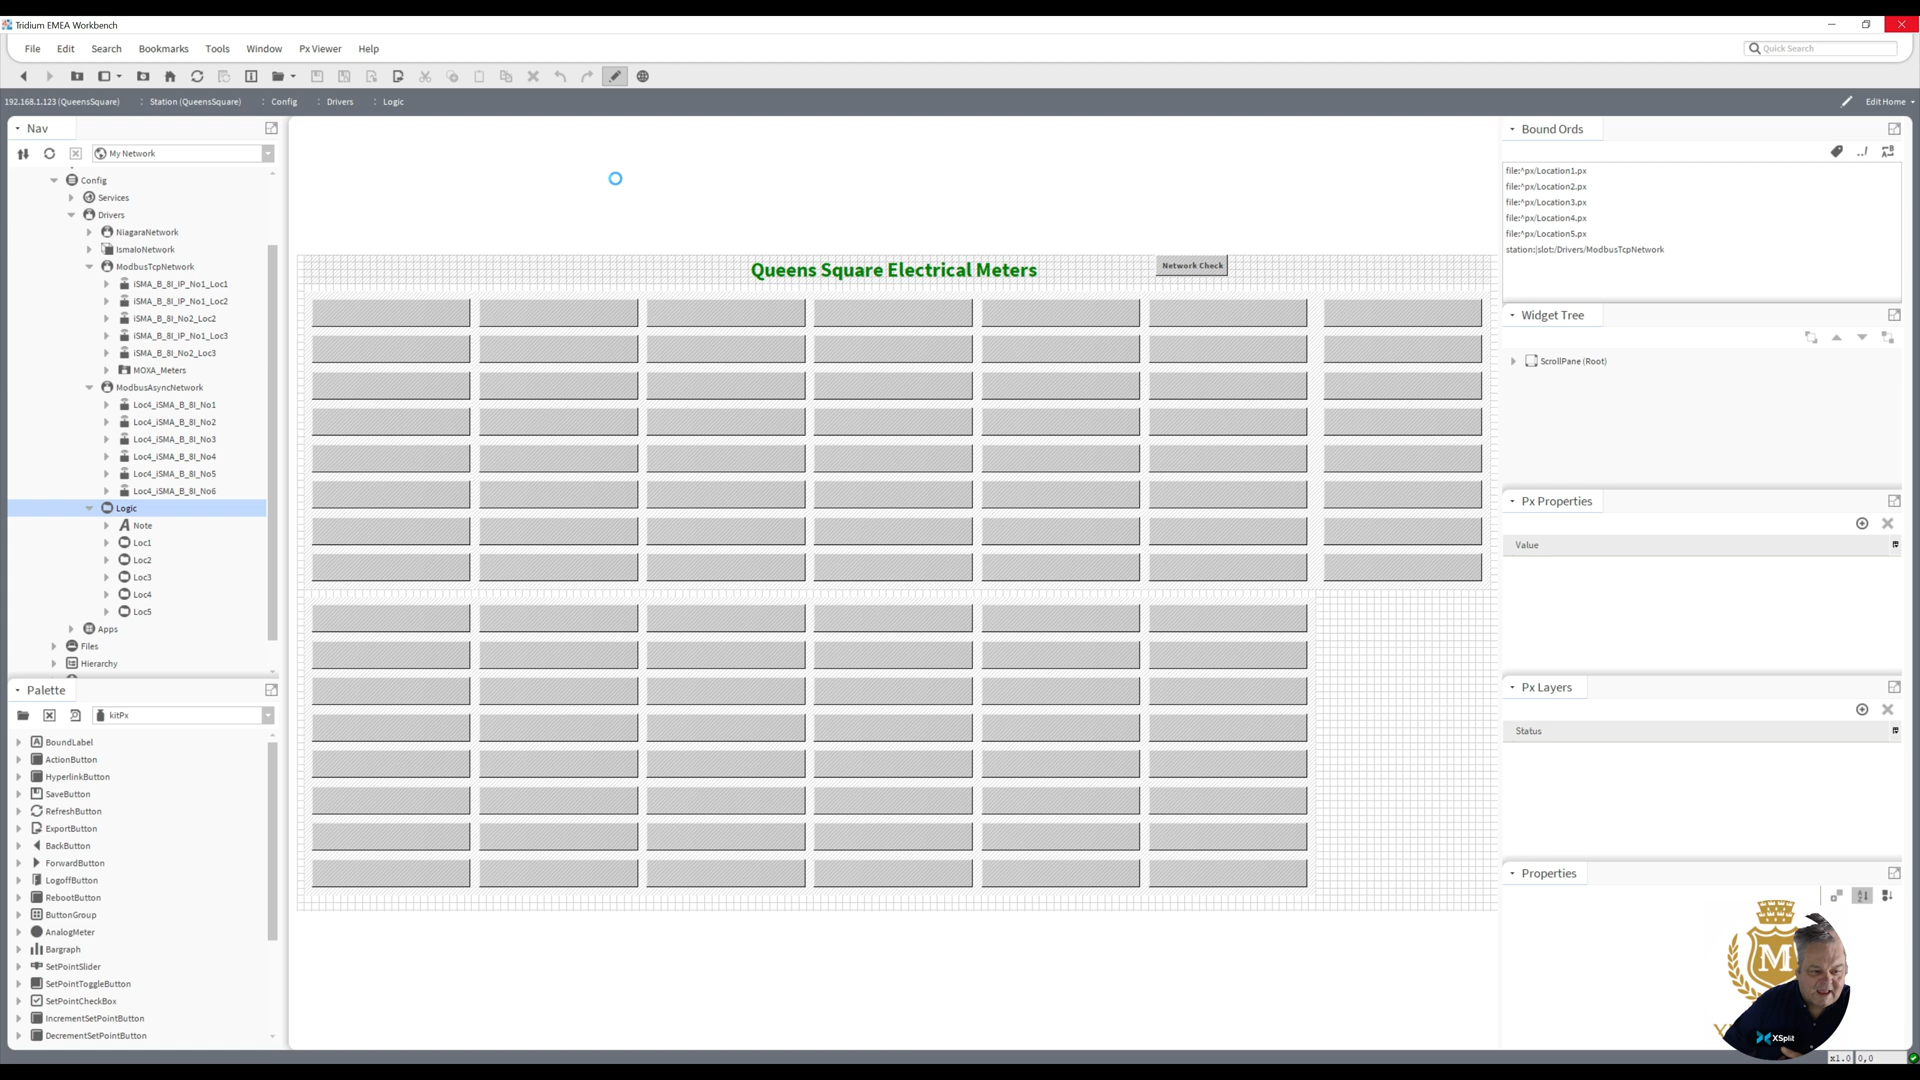 Tridium EMEA Workbench
File Edit Search Bookmarks Tools Window Px Viewer Help
Quick Search
192.168.1.123 (QueensSquare) : Station (QueensSquare) : Config : Drivers : Logic
Edit Home
Nav
My Network
Config
Services
Drivers
NiagaraNetwork
IsmaIoNetwork
ModbusTcpNetwork
iSMA_B_8I_IP_No1_Loc1
iSMA_B_8I_IP_No1_Loc2
iSMA_B_8I_No2_Loc2
iSMA_B_8I_IP_No1_Loc3
iSMA_B_8I_No2_Loc3
MOXA_Meters
ModbusAsyncNetwork
Loc4_iSMA_B_8I_No1
Loc4_iSMA_B_8I_No2
Loc4_iSMA_B_8I_No3
Loc4_iSMA_B_8I_No4
Loc4_iSMA_B_8I_No5
Loc4_iSMA_B_8I_No6
Logic
Note
Loc1
Loc2
Loc3
Loc4
Loc5
Apps
Files
Hierarchy
Palette
kitPx
BoundLabel
ActionButton
HyperlinkButton
SaveButton
RefreshButton
ExportButton
BackButton
ForwardButton
LogoffButton
RebootButton
ButtonGroup
AnalogMeter
Bargraph
SetPointSlider
SetPointToggleButton
SetPointCheckBox
IncrementSetPointButton
DecrementSetPointButton
Queens Square Electrical Meters
Network Check
Bound Ords
file:^px/Location1.px
file:^px/Location2.px
file:^px/Location3.px
file:^px/Location4.px
file:^px/Location5.px
station:|slot:/Drivers/ModbusTcpNetwork
Widget Tree
ScrollPane (Root)
Px Properties
Value
Px Layers
Status
Properties
M
XSplit
x1.0 0,0